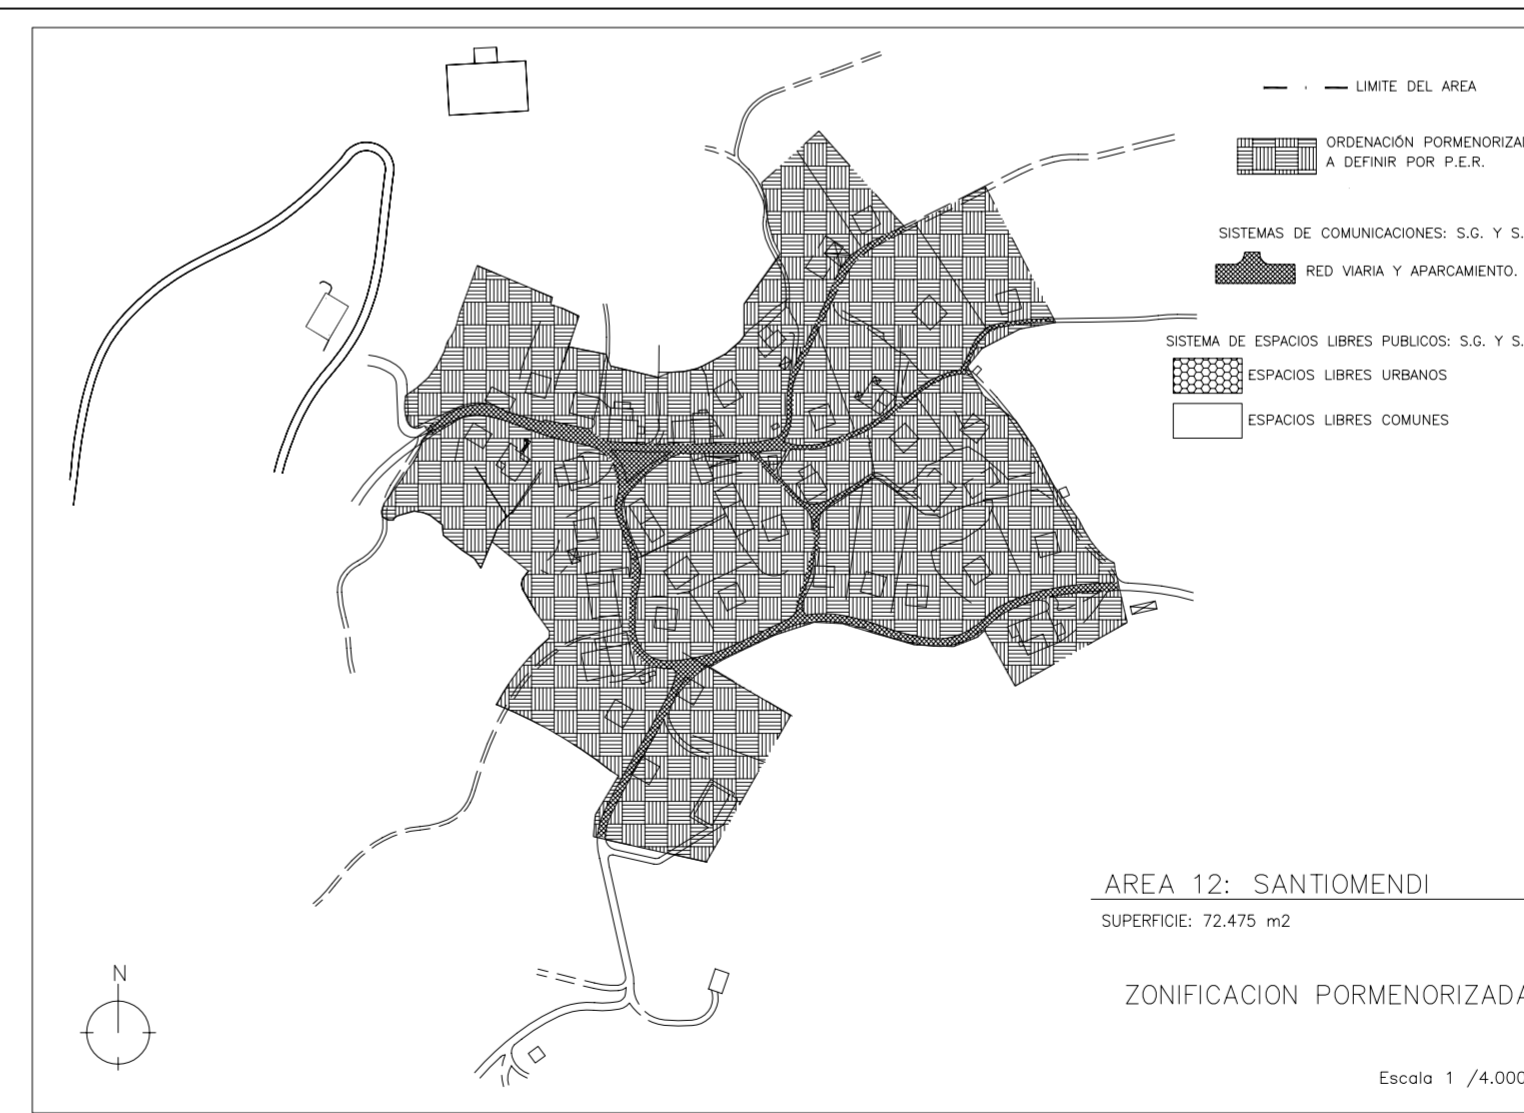 LIMITE DEL AREA
ORDENACIÓN PORMENORIZA
A DEFINIR POR P.E.R.
SISTEMAS DE COMUNICACIONES: S.G. Y S.
RED VIARIA Y APARCAMIENTO.
SISTEMA DE ESPACIOS LIBRES PUBLICOS: S.G. Y S.
ESPACIOS LIBRES URBANOS
ESPACIOS LIBRES COMUNES
AREA 12: SANTIOMENDI
SUPERFICIE: 72.475 m2
N
ZONIFICACION PORMENORIZADA
Escala 1 /4.000